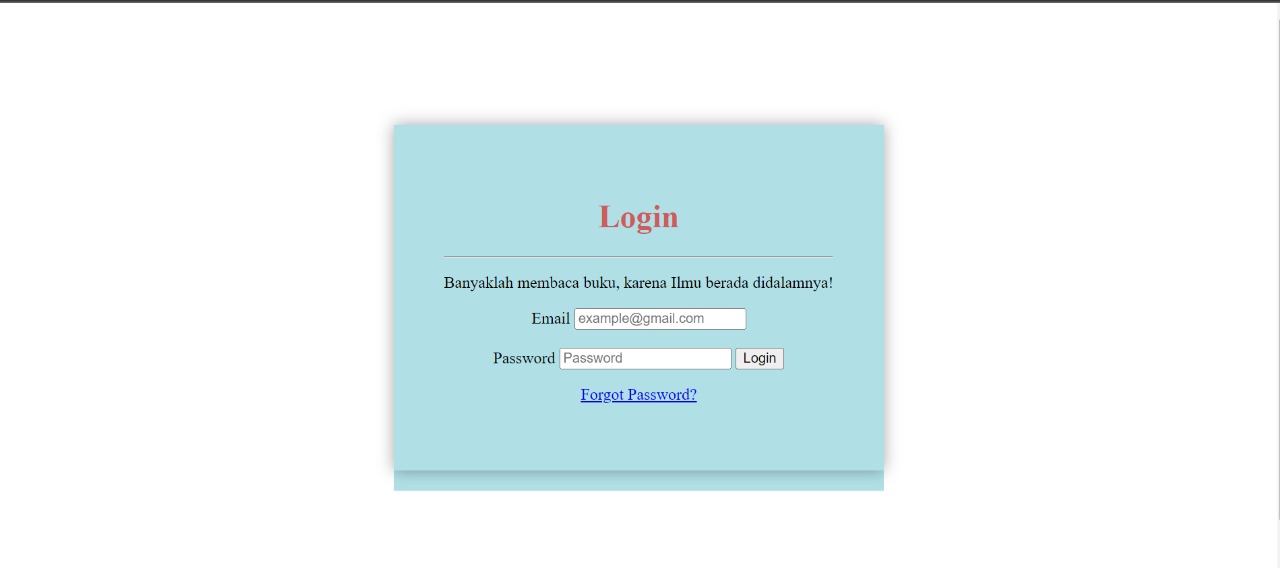 Login
Banyaklah membaca buku, karena Ilmu berada didalamnya!
Email example@gmail.com
Password Password Login
Forgot Password?